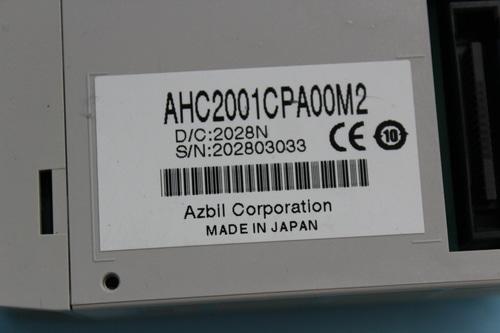 AHC2001CPA00M2
D/C:2028N
S/N:202803033
CE 10
Azbil Corporation
MADE IN JAPAN